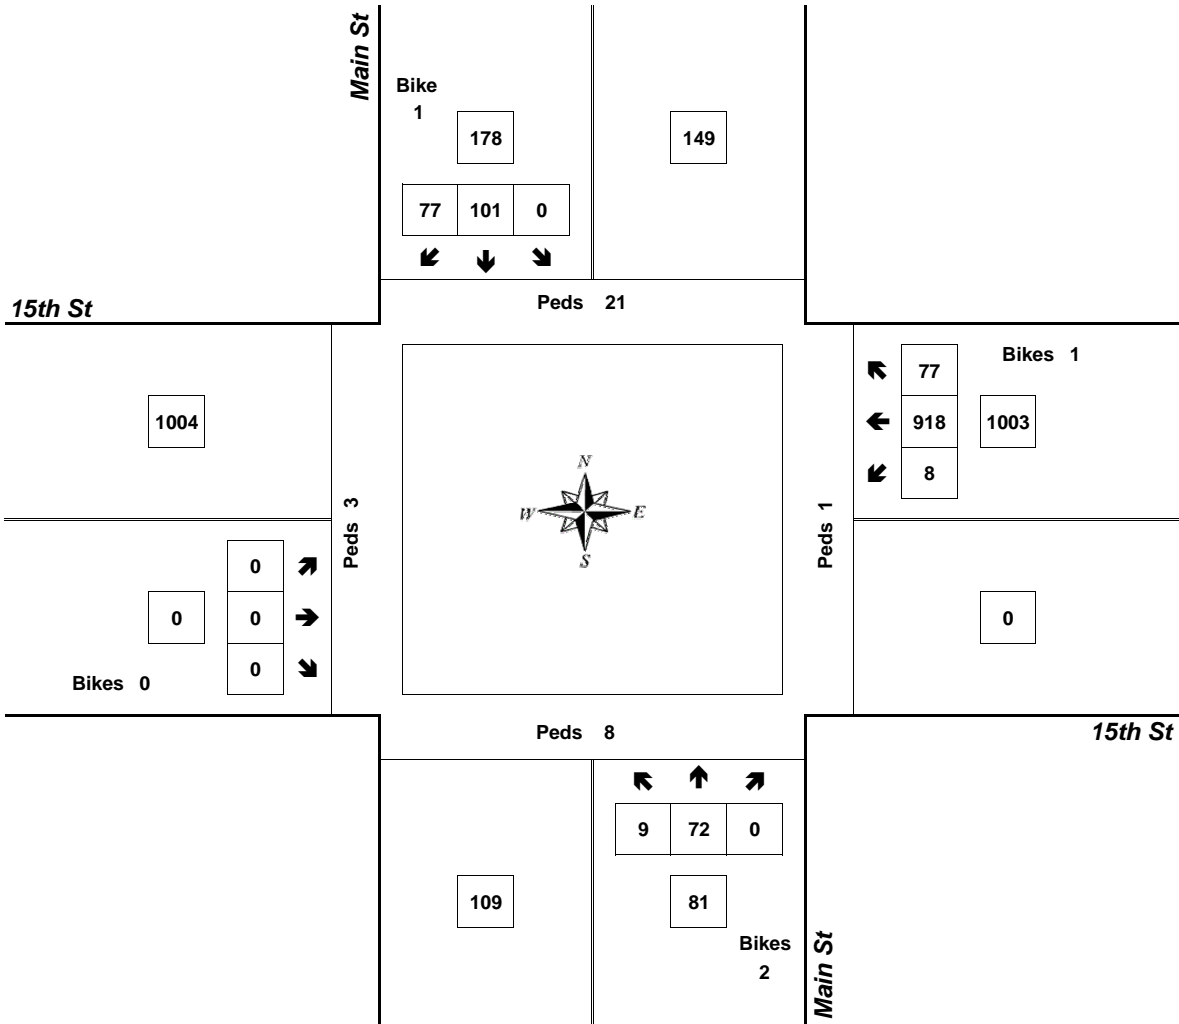 Main St
Bike
1
178
149
77 101 0
15th St
Peds 21
77
Bikes 1
1004
918
1003
8
N
W E
S
Peds 3
Peds 1
0
0
0
0
0
Bikes 0
Peds 8
15th St
9 72 0
109
81
Bikes
2
Main St